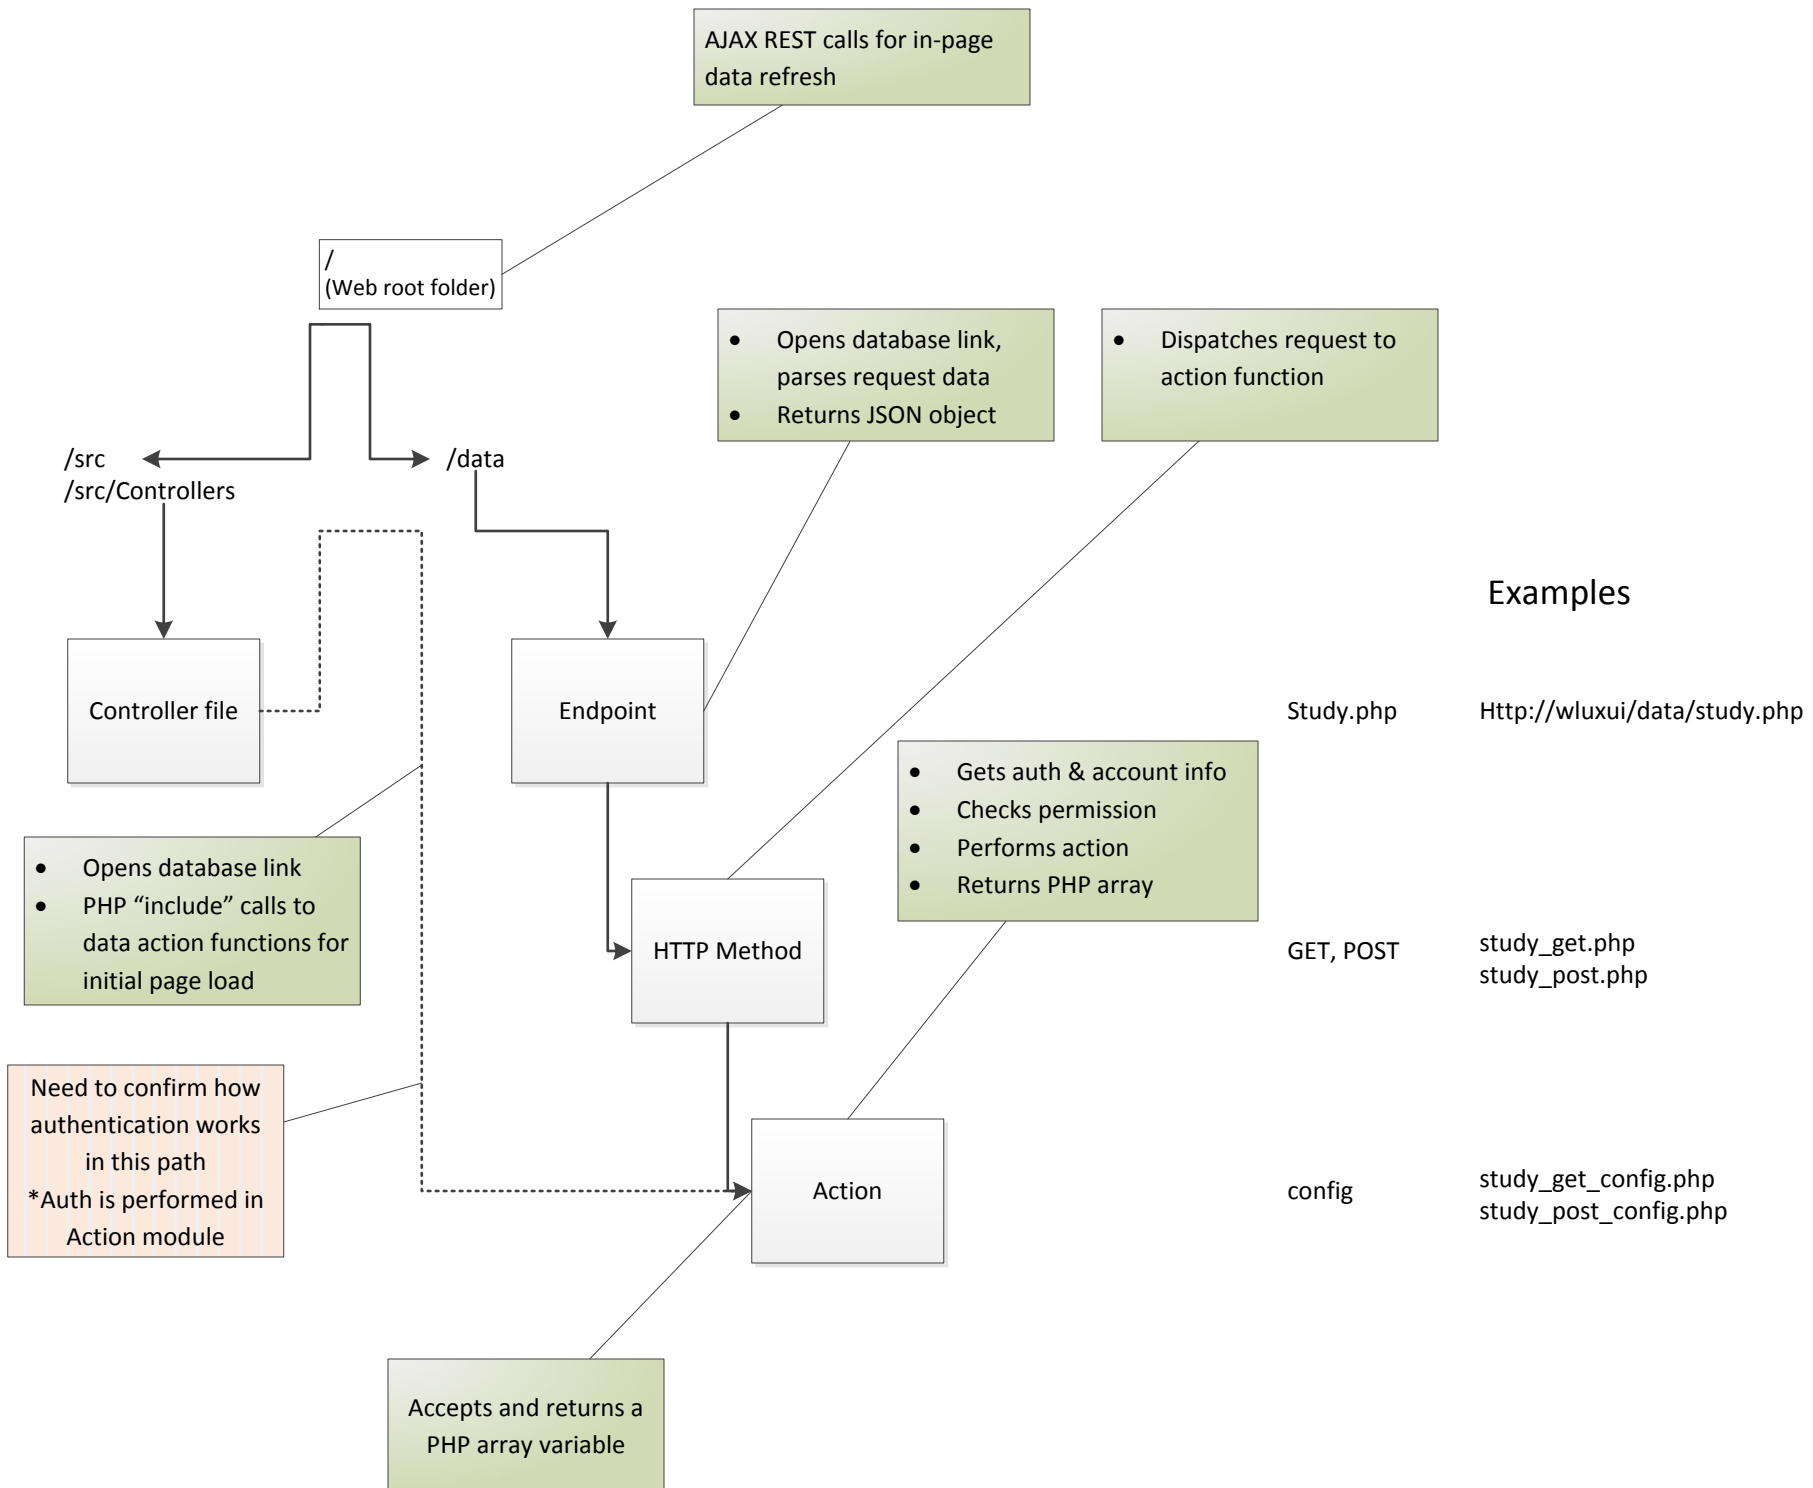 AJAX REST calls for in-page
data refresh
/
(Web root folder)
• Opens database link,
parses request data
• Returns JSON object
• Dispatches request to
action function
/src
/src/Controllers
/data
Examples
Controller file
Endpoint
Study.php
Http://wluxui/data/study.php
• Gets auth & account info
• Checks permission
• Performs action
• Returns PHP array
• Opens database link
• PHP “include” calls to
data action functions for
initial page load
HTTP Method
GET, POST
study_get.php
study_post.php
Need to confirm how
authentication works
in this path
*Auth is performed in
Action module
Action
config
study_get_config.php
study_post_config.php
Accepts and returns a
PHP array variable